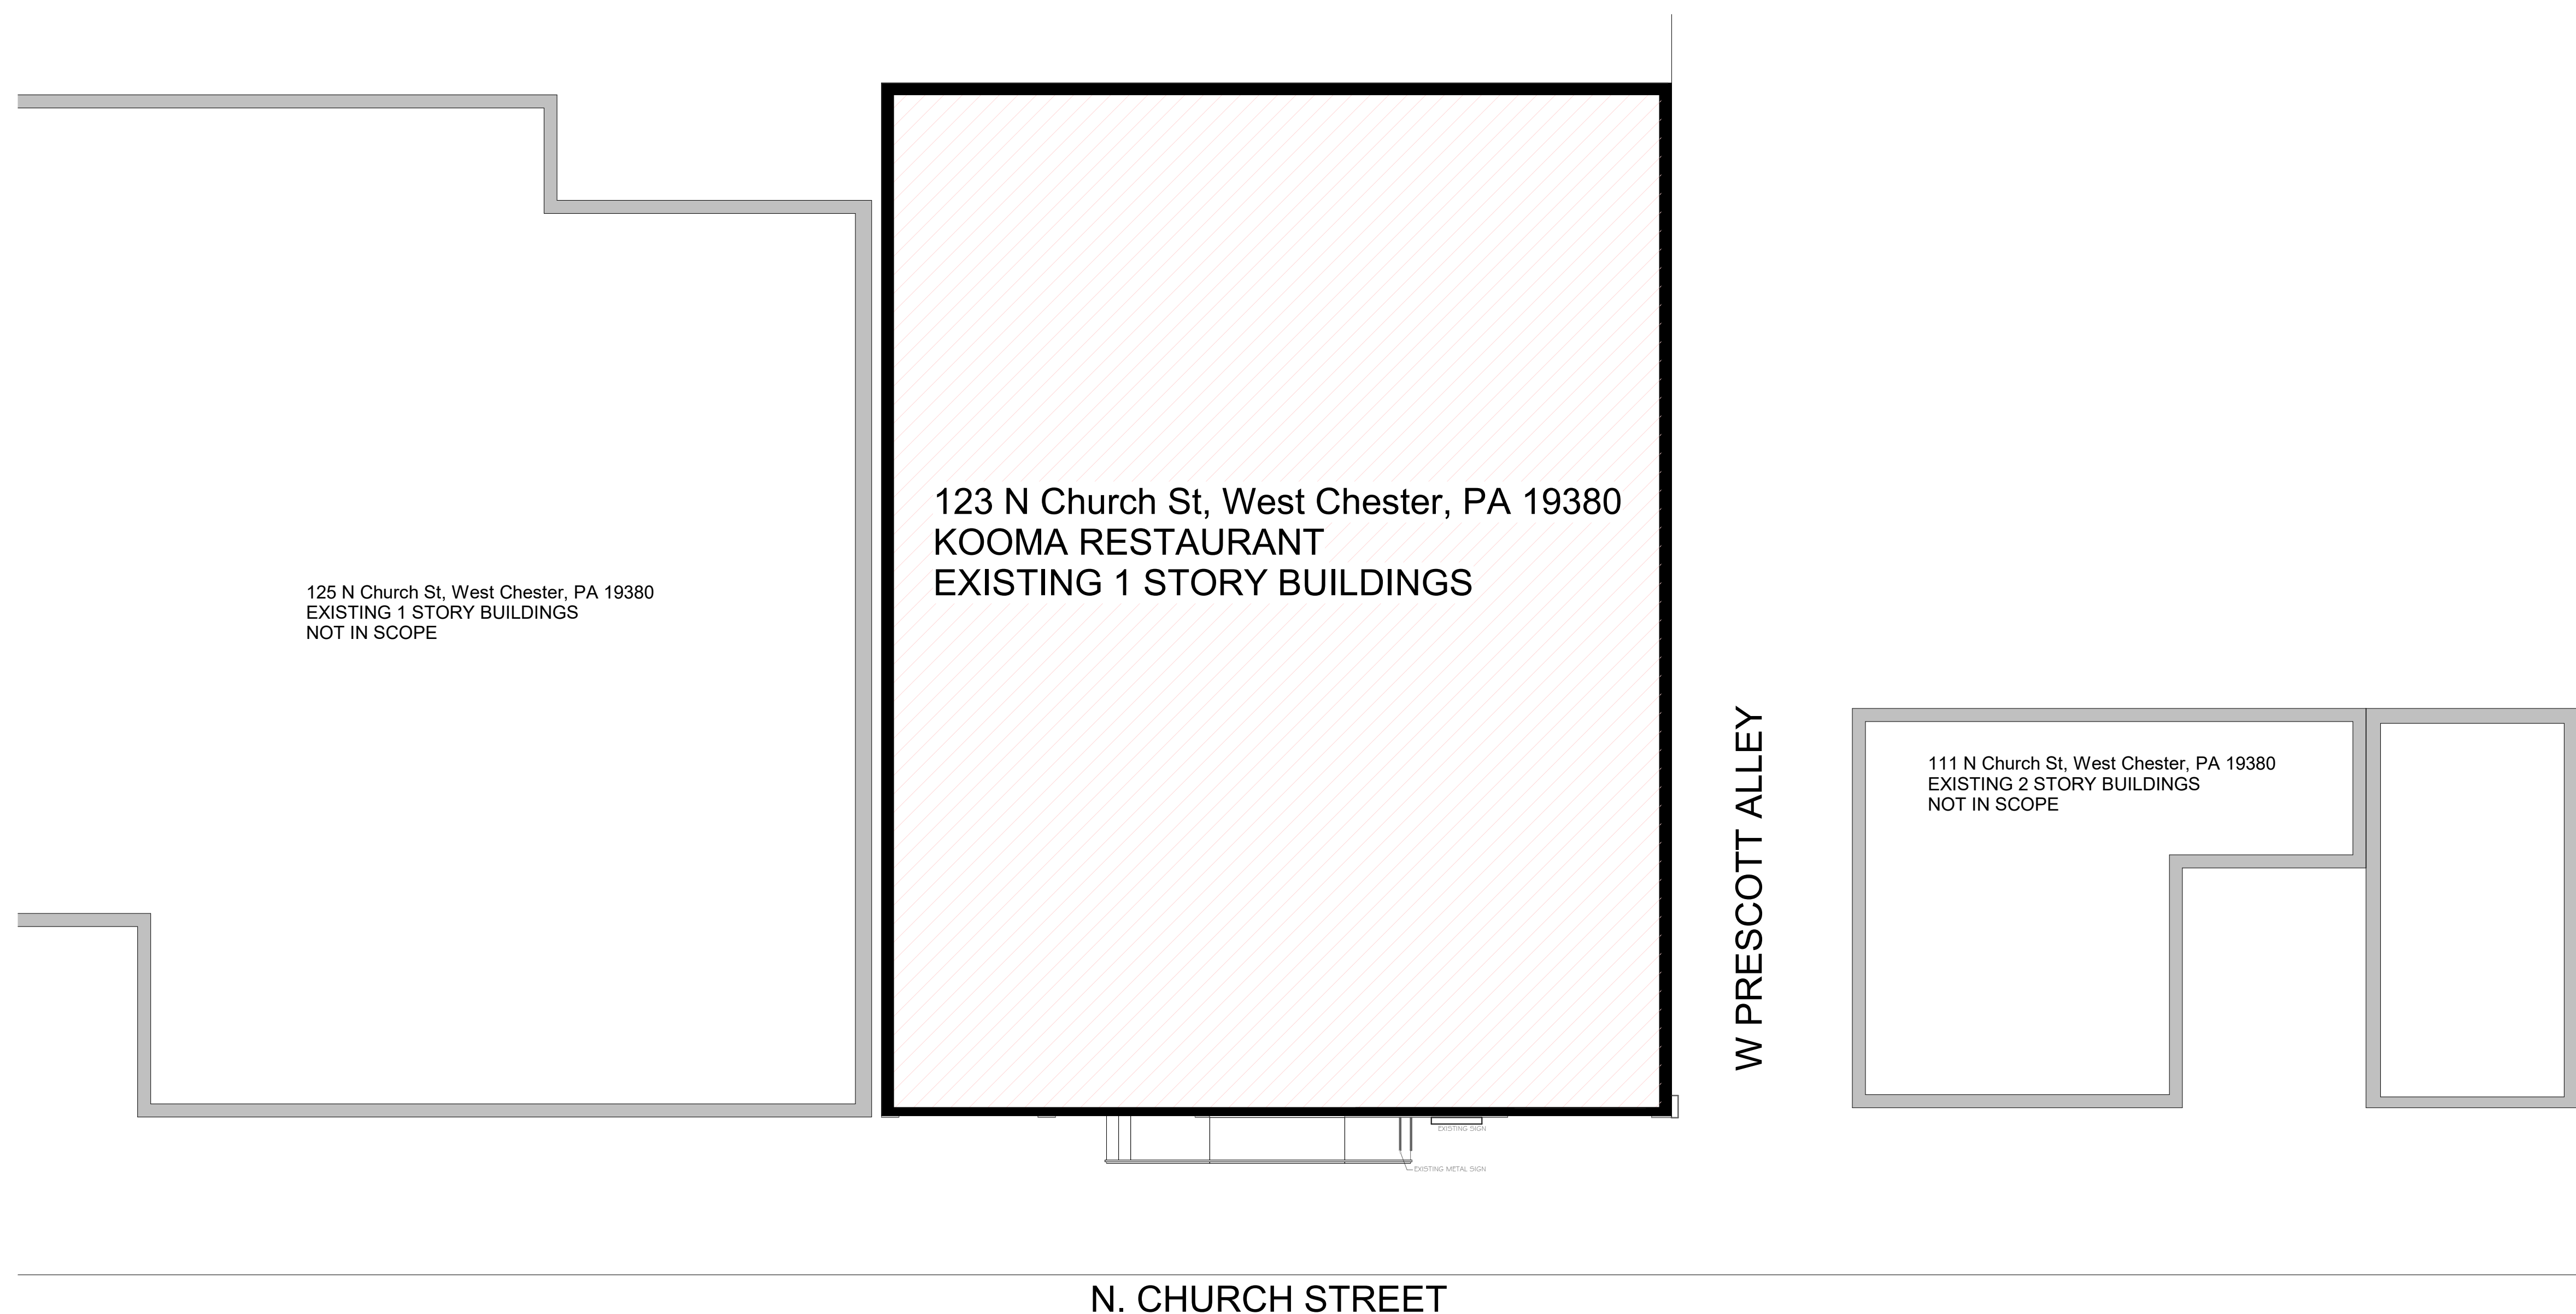 123 N Church St, West Chester, PA 19380
KOOMA RESTAURANT
EXISTING 1 STORY BUILDINGS
125 N Church St, West Chester, PA 19380
EXISTING 1 STORY BUILDINGS
NOT IN SCOPE
W PRESCOTT ALLEY
111 N Church St, West Chester, PA 19380
EXISTING 2 STORY BUILDINGS
NOT IN SCOPE
EXISTING SIGN
EXISTING METAL SIGN
N. CHURCH STREET